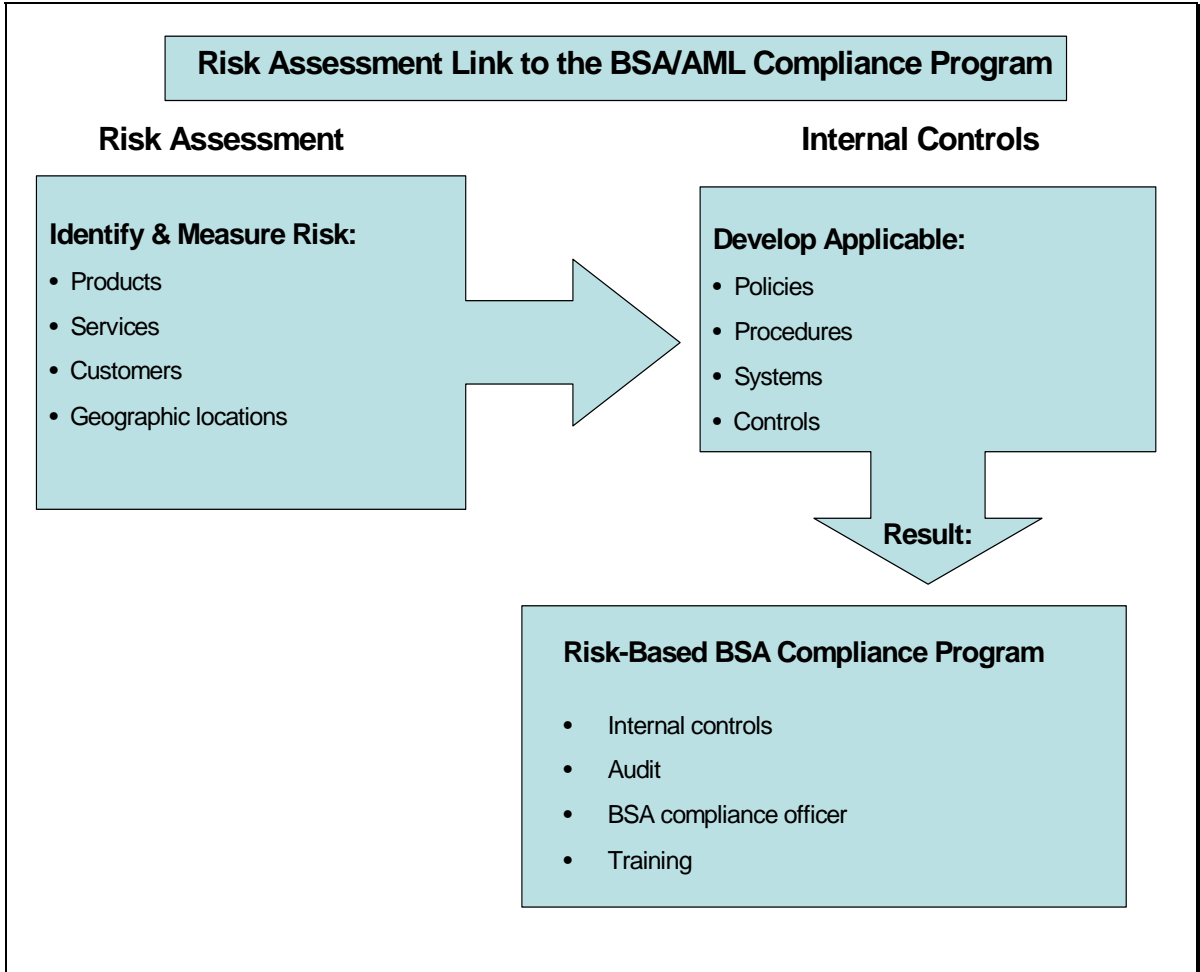 Risk Assessment Link to the BSA/AML Compliance Program
Risk Assessment
Identify & Measure Risk:
• Products
• Services
• Customers
• Geographic locations
Internal Controls
Develop Applicable:
• Policies
• Procedures
• Systems
• Controls
Result:
Risk-Based BSA Compliance Program
• Internal controls
• Audit
• BSA compliance officer
• Training